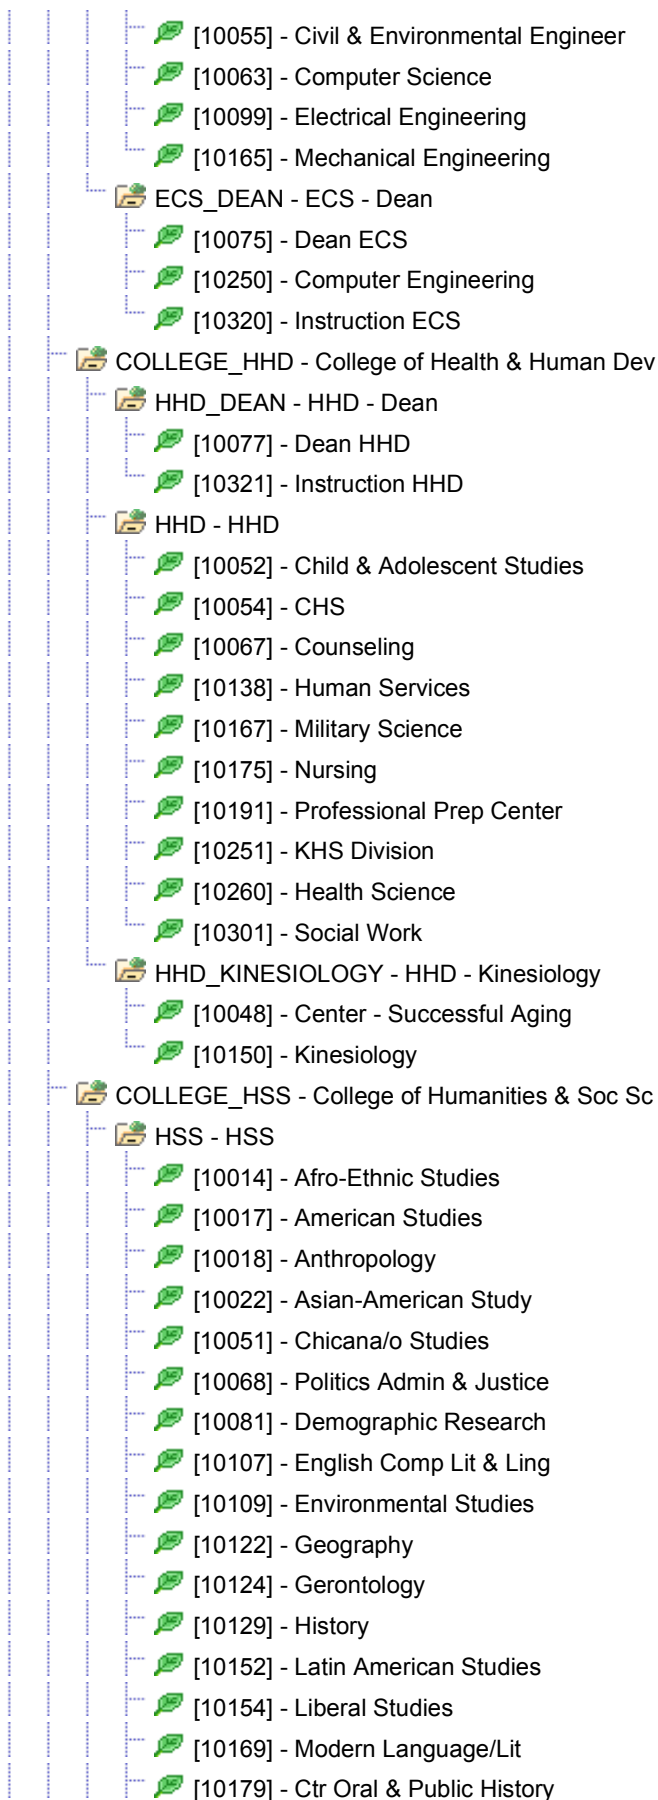 [10055] - Civil & Environmental Engineer
[10063] - Computer Science
[10099] - Electrical Engineering
[10165] - Mechanical Engineering
ECS_DEAN - ECS - Dean
[10075] - Dean ECS
[10250] - Computer Engineering
[10320] - Instruction ECS
COLLEGE_HHD - College of Health & Human Dev
HHD_DEAN - HHD - Dean
[10077] - Dean HHD
[10321] - Instruction HHD
HHD - HHD
[10052] - Child & Adolescent Studies
[10054] - CHS
[10067] - Counseling
[10138] - Human Services
[10167] - Military Science
[10175] - Nursing
[10191] - Professional Prep Center
[10251] - KHS Division
[10260] - Health Science
[10301] - Social Work
HHD_KINESIOLOGY - HHD - Kinesiology
[10048] - Center - Successful Aging
[10150] - Kinesiology
COLLEGE_HSS - College of Humanities & Soc Sc
HSS - HSS
[10014] - Afro-Ethnic Studies
[10017] - American Studies
[10018] - Anthropology
[10022] - Asian-American Study
[10051] - Chicana/o Studies
[10068] - Politics Admin & Justice
[10081] - Demographic Research
[10107] - English Comp Lit & Ling
[10109] - Environmental Studies
[10122] - Geography
[10124] - Gerontology
[10129] - History
[10152] - Latin American Studies
[10154] - Liberal Studies
[10169] - Modern Language/Lit
[10179] - Ctr Oral & Public History